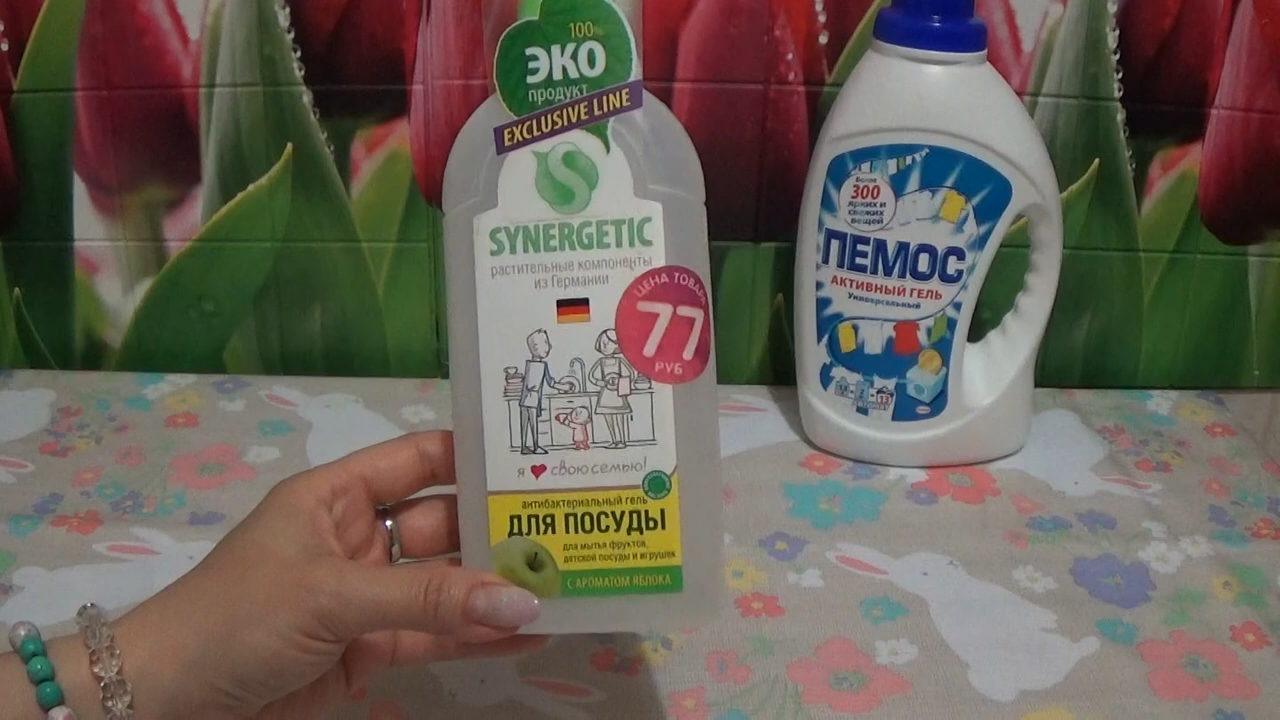 100%
ЭКО
продукт
EXCLUSIVE LINE
SYNERGETIC
растительные компоненты
из Германии
ЦЕНА ТОВАРА
77
РУБ
я свою семью!
антибактериальный гель
ДЛЯ ПОСУДЫ
для мытья фруктов,
детской посуды и игрушек
С АРОМАТОМ ЯБЛОКА
Более
300
ярких и
свежих
вещей
ПЕМОС
АКТИВНЫЙ ГЕЛЬ
Универсальный